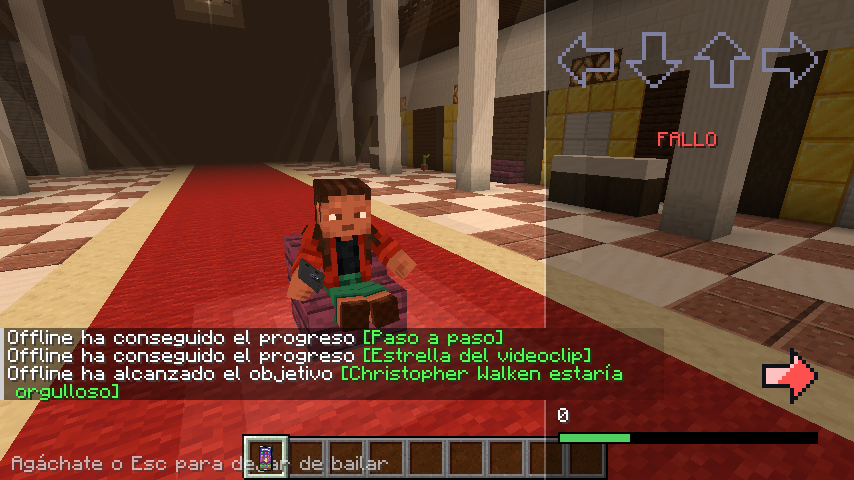 FALLO
Offline ha conseguido el progreso [Paso a paso]
Offline ha conseguido el progreso [Estrella del videoclip]
Offline ha alcanzado el objetivo [Christopher Walken estaría
orgulloso]
0
Agáchate o Esc para dejar de bailar